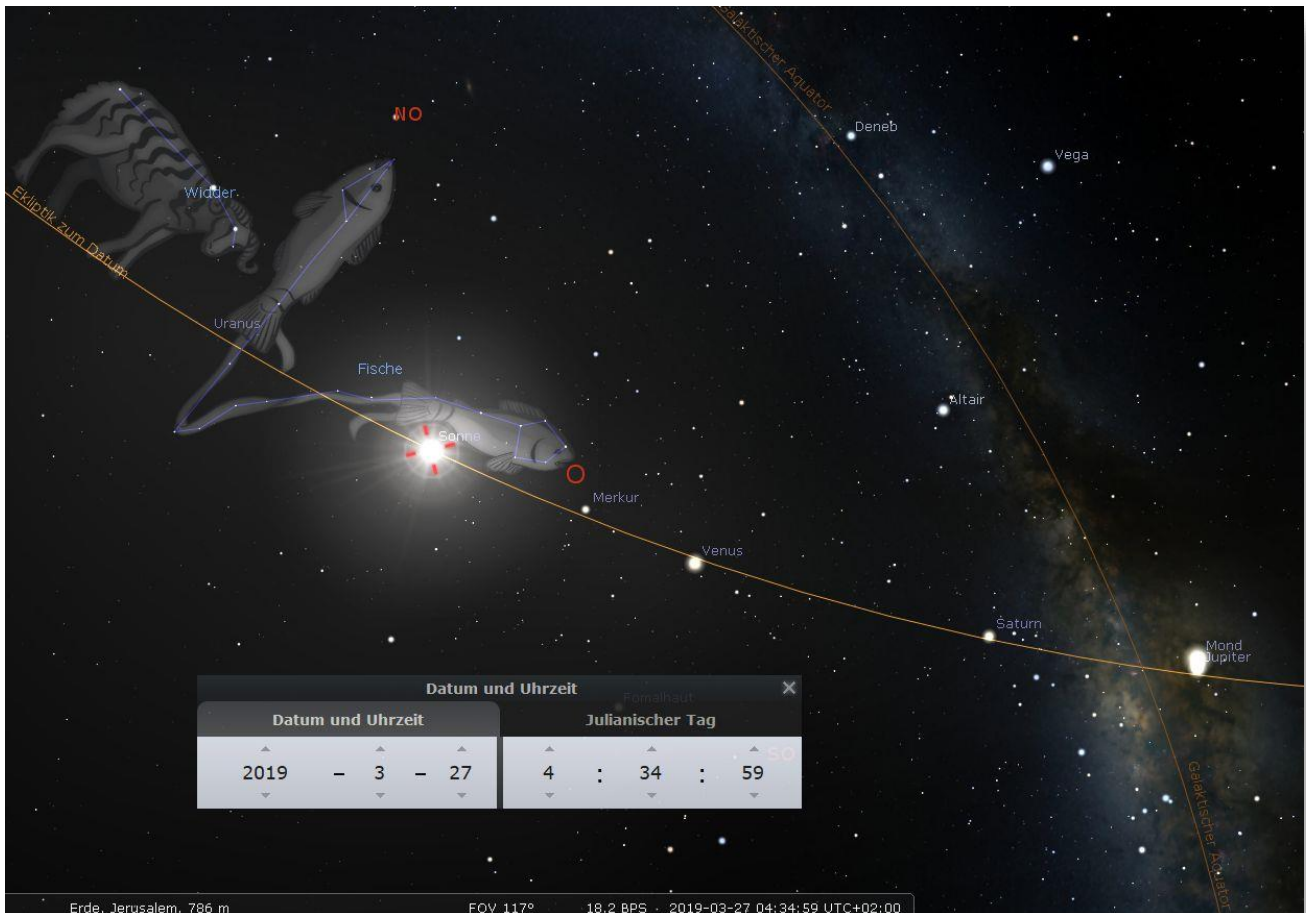 Galaktischer Äquator
NO
Deneb
Vega
Widder
Ekliptik zum Datum
Uranus
Fische
Altair
Sonne
O
Merkur
Venus
Saturn
Mond
Jupiter
Datum und Uhrzeit ×
Fomalhaut
Datum und Uhrzeit Julianischer Tag
SO
2019 – 3 – 27 4 : 34 : 59
Galaktischer Äquator
Erde, Jerusalem, 786 m FOV 117° 18.2 BPS - 2019-03-27 04:34:59 UTC+02:00